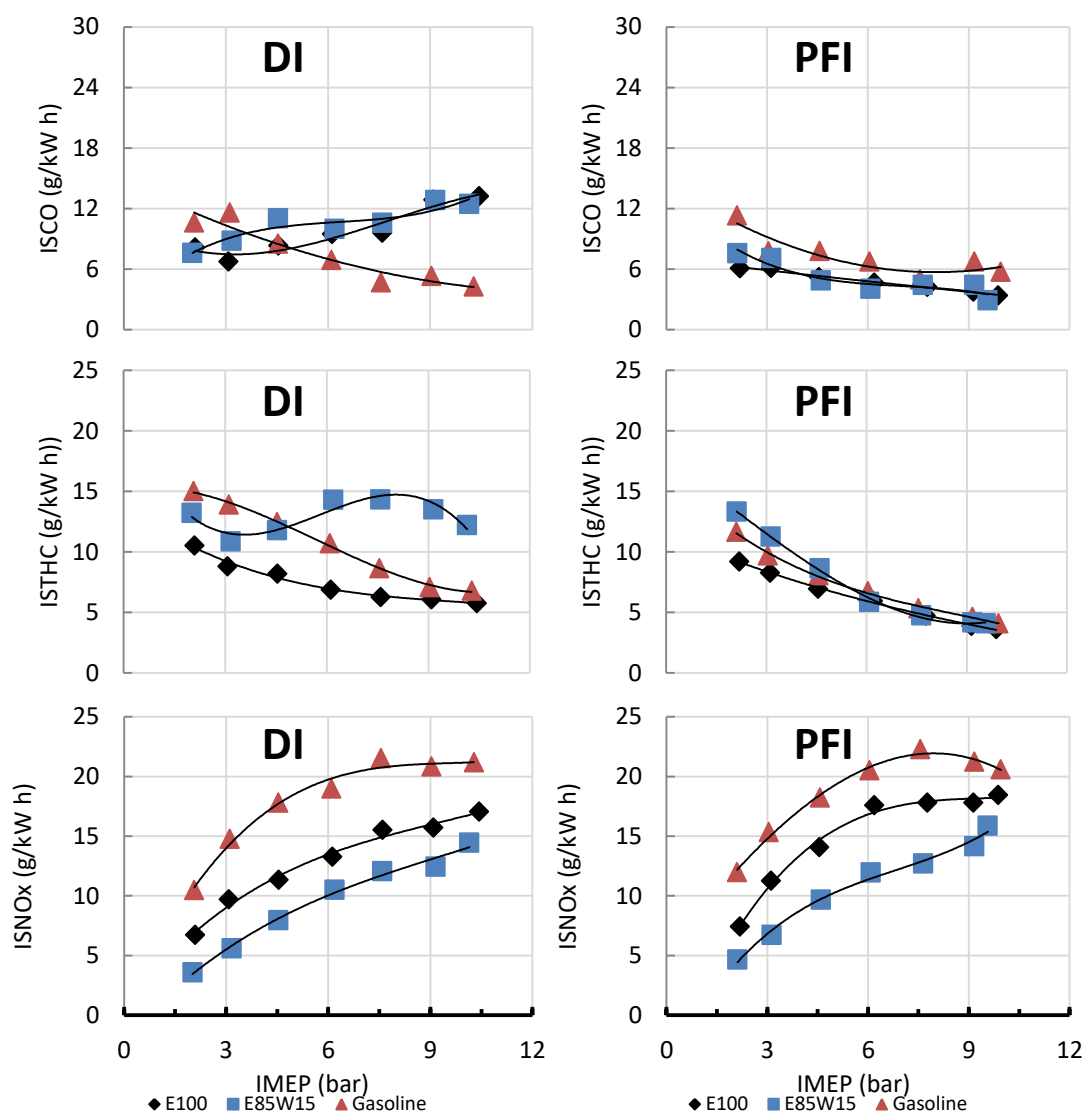 DI
ISCO (g/kW h)
30
24
18
12
6
0
PFI
ISCO (g/kW h)
30
24
18
12
6
0
DI
ISTHC (g/kW h))
25
20
15
10
5
0
PFI
ISTHC (g/kW h))
25
20
15
10
5
0
DI
ISNOx (g/kW h)
25
20
15
10
5
0
0 3 6 9 12
IMEP (bar)
E100 E85W15 Gasoline
PFI
ISNOx (g/kW h)
25
20
15
10
5
0
0 3 6 9 12
IMEP (bar)
E100 E85W15 Gasoline